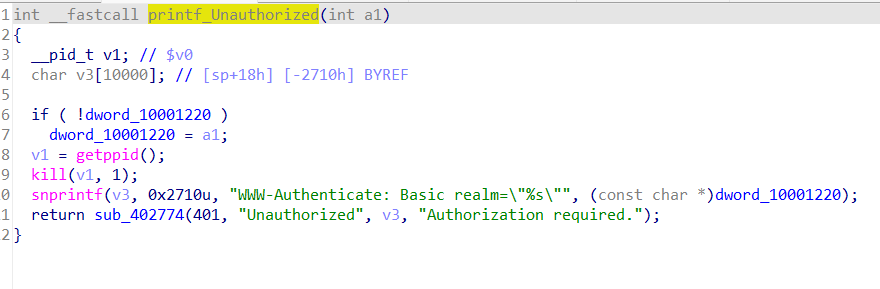 1 int __fastcall printf_Unauthorized(int a1)
2 {
3   __pid_t v1; // $v0
4   char v3[10000]; // [sp+18h] [-2710h] BYREF
5
6   if ( !dword_10001220 )
7     dword_10001220 = a1;
8   v1 = getppid();
9   kill(v1, 1);
0   snprintf(v3, 0x2710u, "WWW-Authenticate: Basic realm=\"%s\"", (const char *)dword_10001220);
1   return sub_402774(401, "Unauthorized", v3, "Authorization required.");
2 }